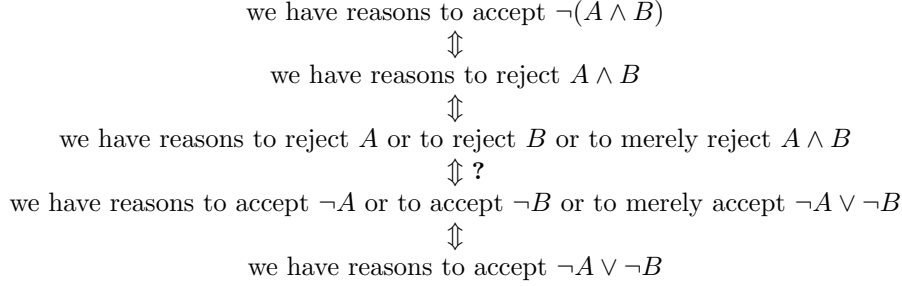 we have reasons to accept ¬(A ∧ B)
⇕
we have reasons to reject A ∧ B
⇕
we have reasons to reject A or to reject B or to merely reject A ∧ B
⇕ ?
we have reasons to accept ¬A or to accept ¬B or to merely accept ¬A ∨ ¬B
⇕
we have reasons to accept ¬A ∨ ¬B